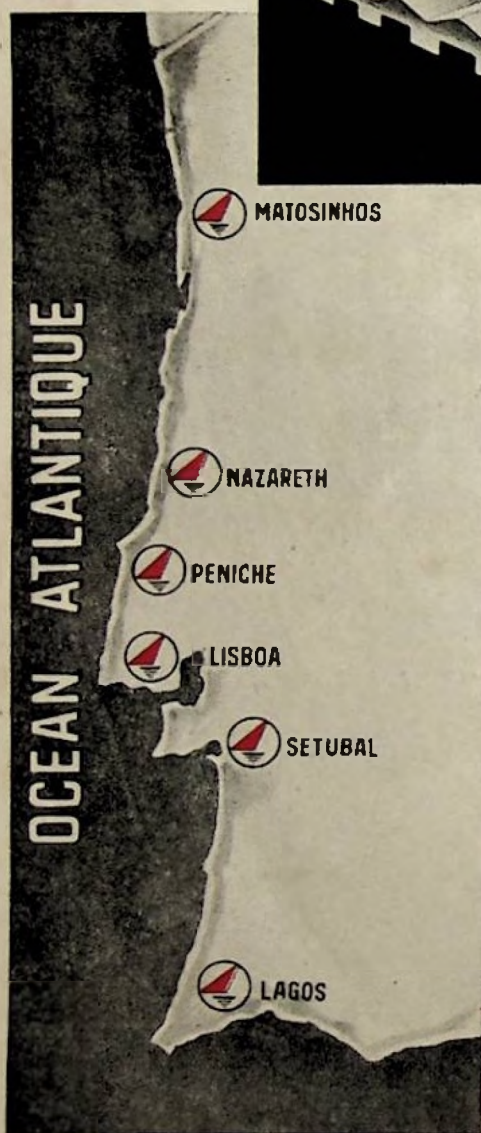 MATOSINHOS
NAZARETH
PENICHE
LISBOA
SETUBAL
LAGOS
OCEAN ATLANTIQUE